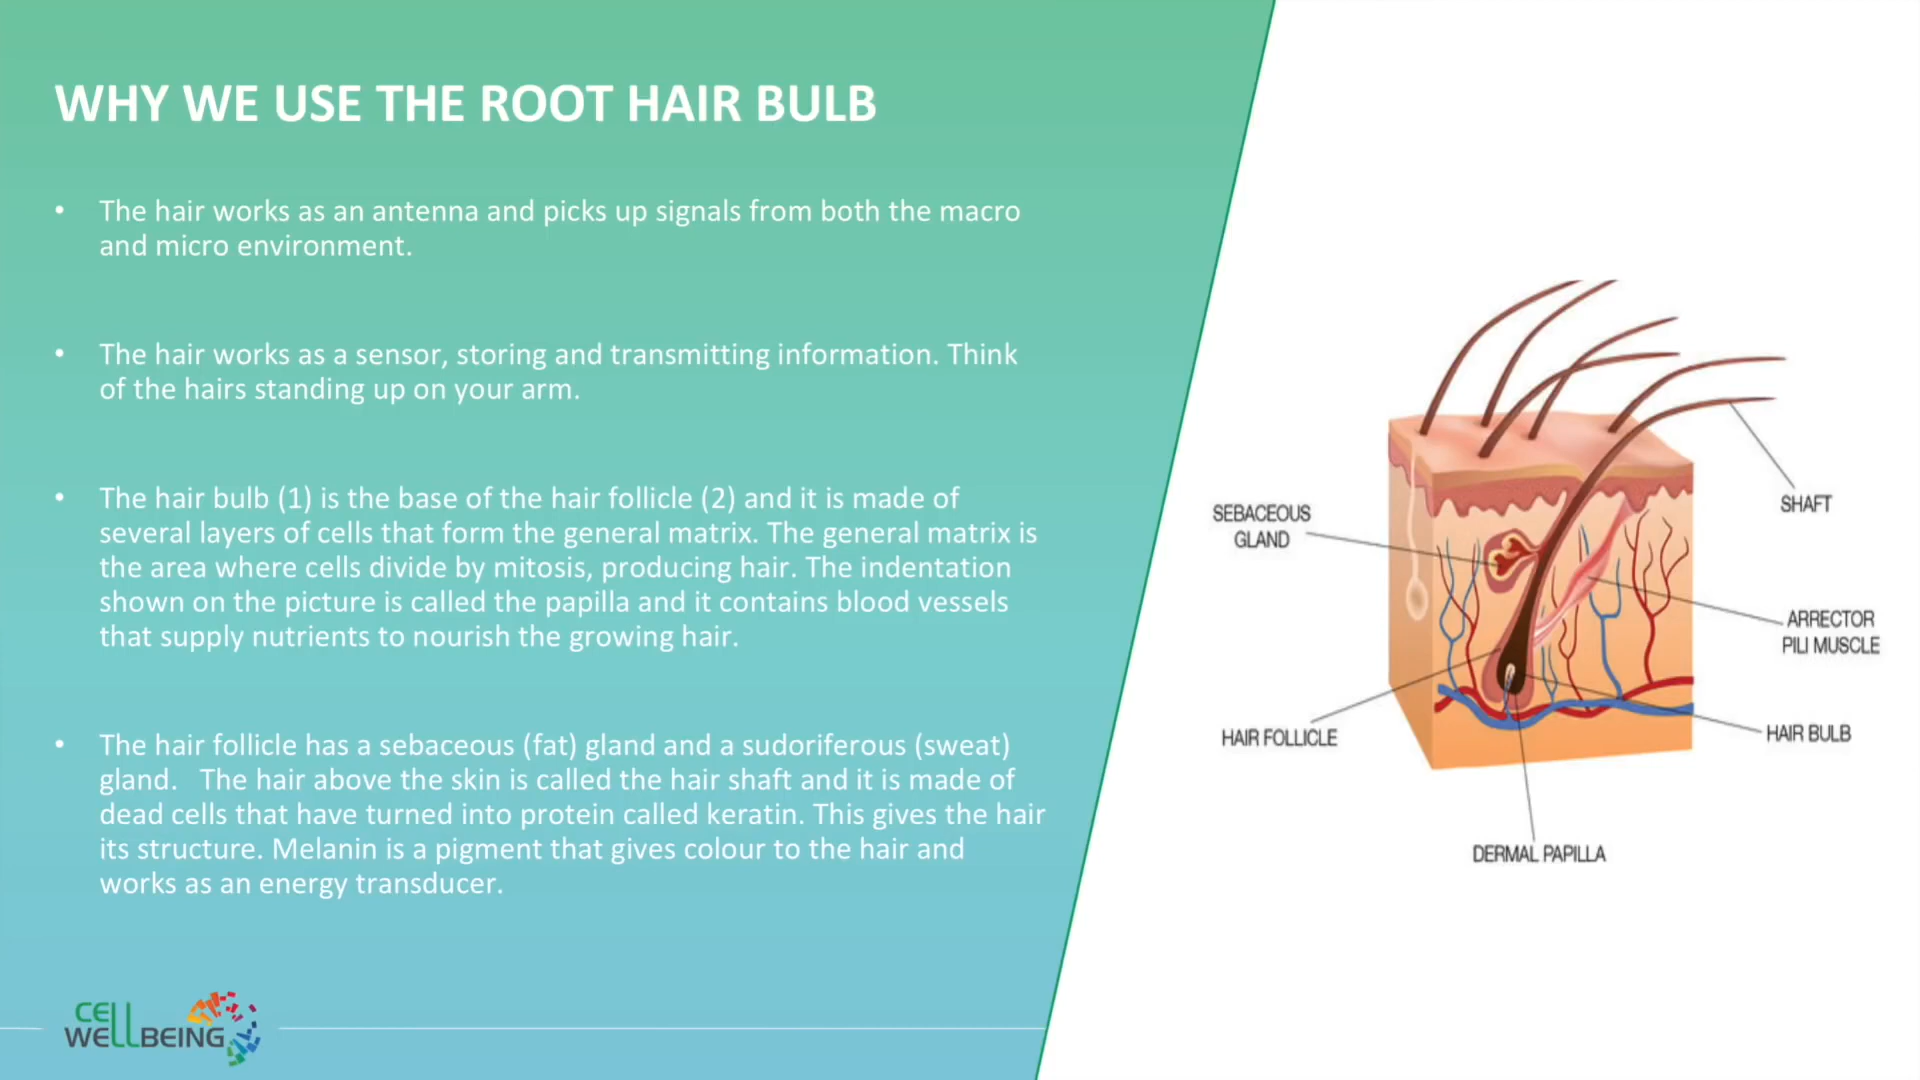 WHY WE USE THE ROOT HAIR BULB
• The hair works as an antenna and picks up signals from both the macro
and micro environment.
• The hair works as a sensor, storing and transmitting information. Think
of the hairs standing up on your arm.
• The hair bulb (1) is the base of the hair follicle (2) and it is made of
several layers of cells that form the general matrix. The general matrix is
the area where cells divide by mitosis, producing hair. The indentation
shown on the picture is called the papilla and it contains blood vessels
that supply nutrients to nourish the growing hair.
• The hair follicle has a sebaceous (fat) gland and a sudoriferous (sweat)
gland.   The hair above the skin is called the hair shaft and it is made of
dead cells that have turned into protein called keratin. This gives the hair
its structure. Melanin is a pigment that gives colour to the hair and
works as an energy transducer.
CELL
WELLBEING
SEBACEOUS
GLAND
SHAFT
ARRECTOR
PILI MUSCLE
HAIR FOLLICLE
HAIR BULB
DERMAL PAPILLA